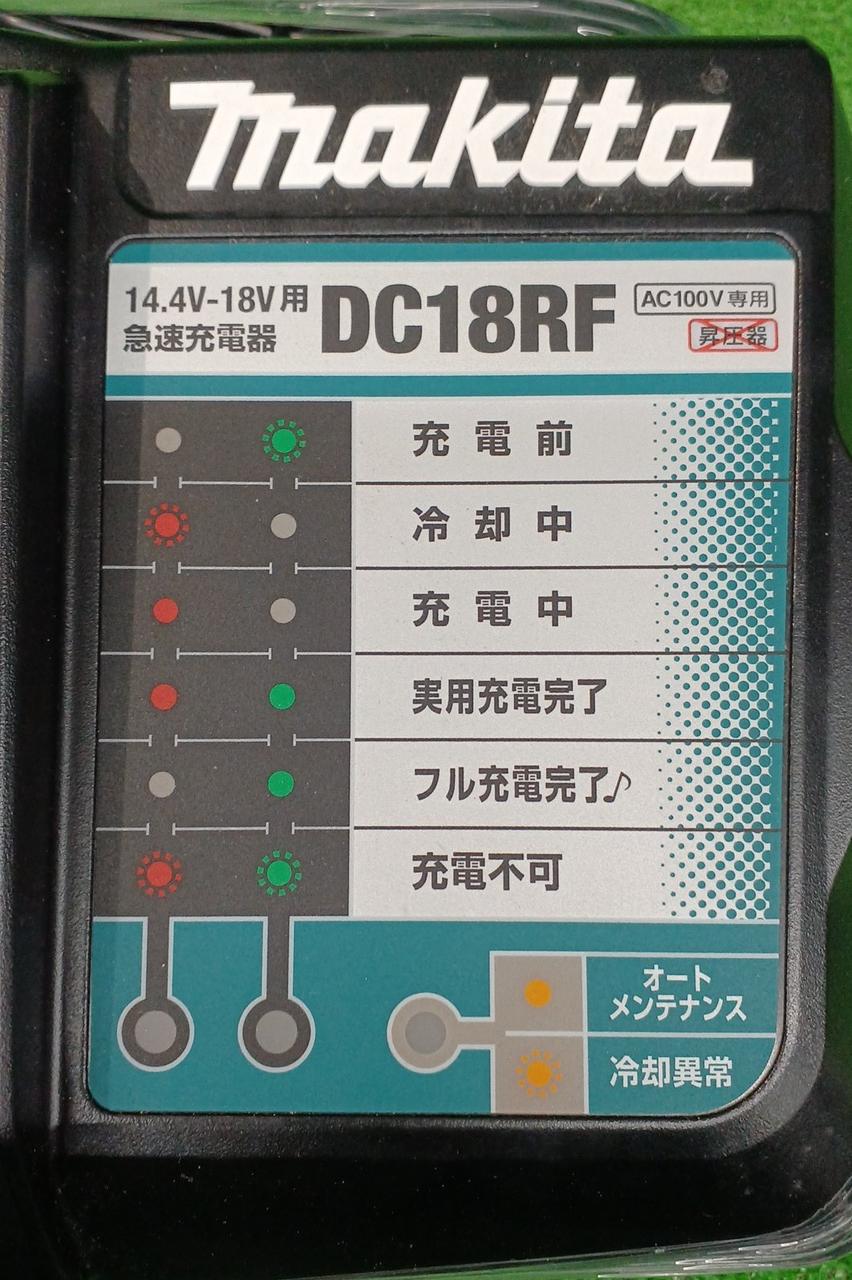 makita
14.4V-18V用
急速充電器
DC18RF
AC100V専用
昇圧器
充電前
冷却中
充電中
実用充電完了
フル充電完了♪
充電不可
オート
メンテナンス
冷却異常